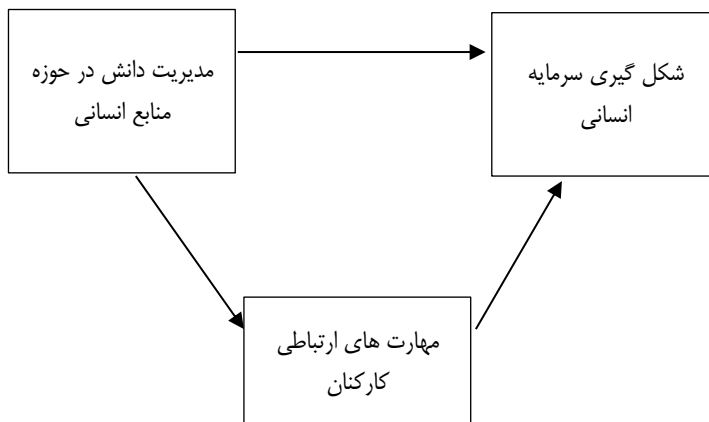 مدیریت دانش در حوزه
منابع انسانی
شکل گیری سرمایه
انسانی
مهارت های ارتباطی
کارکنان